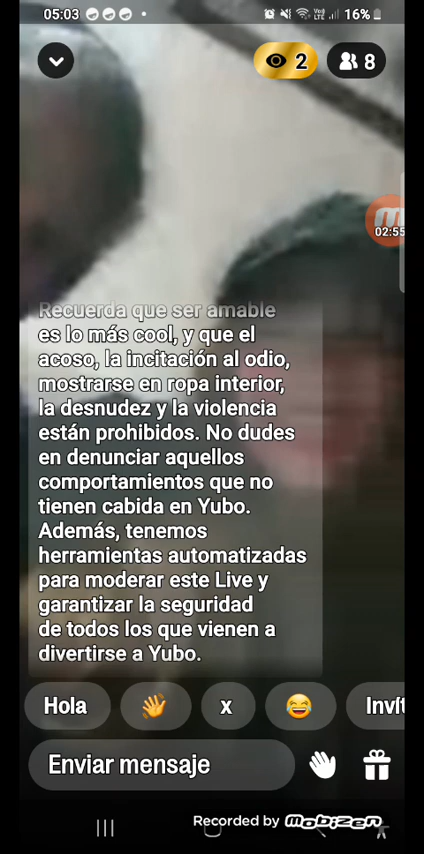 05:03
Vo)) LTE 16%
2
8
02:55
Recuerda que ser amable
es lo más cool, y que el
acoso, la incitación al odio,
mostrarse en ropa interior,
la desnudez y la violencia
están prohibidos. No dudes
en denunciar aquellos
comportamientos que no
tienen cabida en Yubo.
Además, tenemos
herramientas automatizadas
para moderar este Live y
garantizar la seguridad
de todos los que vienen a
divertirse a Yubo.
Hola
x
Invít
Enviar mensaje
Recorded by mobizen